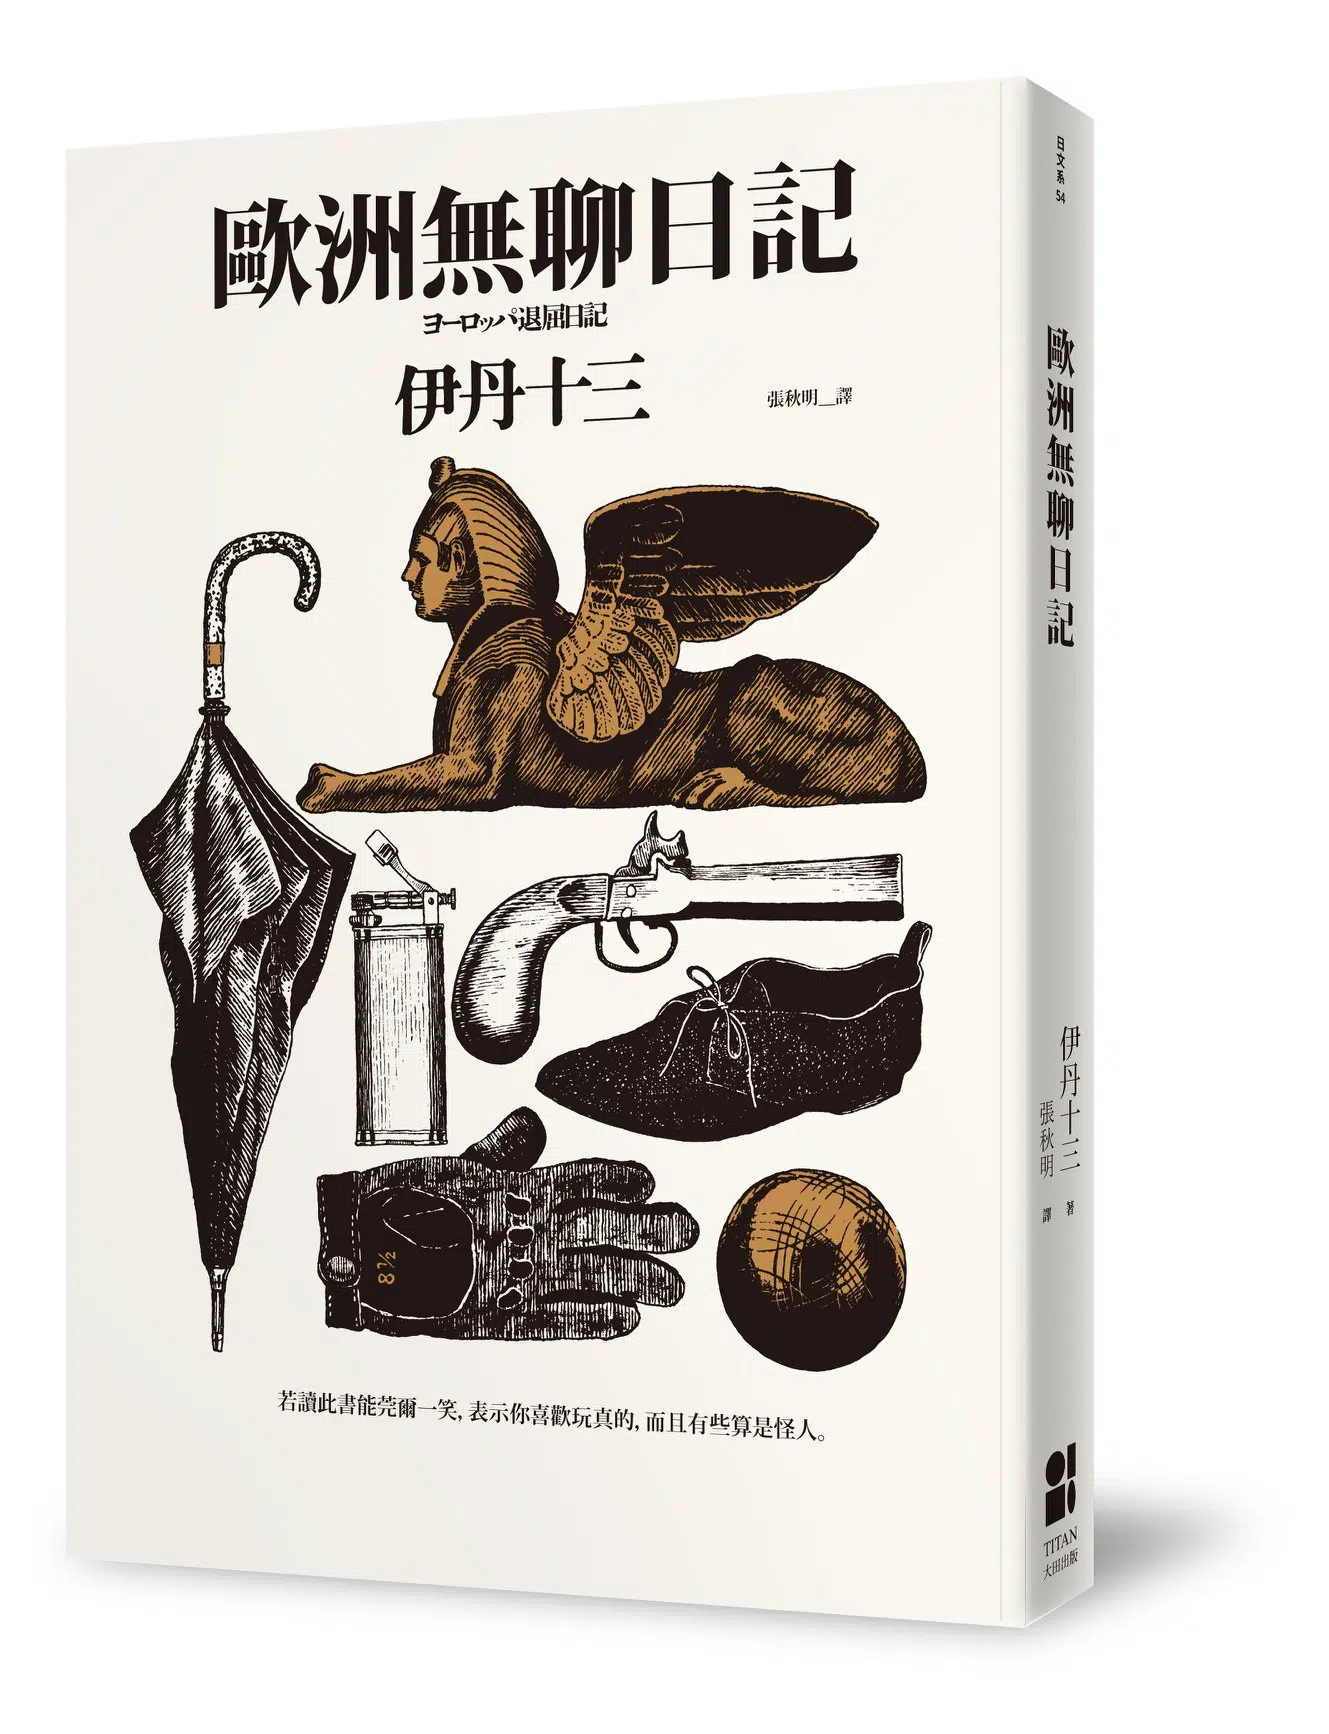 歐洲無聊日記
ヨーロッパ退屈日記
伊丹十三
張秋明__譯
8½
若讀此書能莞爾一笑, 表示你喜歡玩真的, 而且有些算是怪人。
日文系 54
歐洲無聊日記
伊丹十三 著
張秋明 譯
TITAN
大田出版